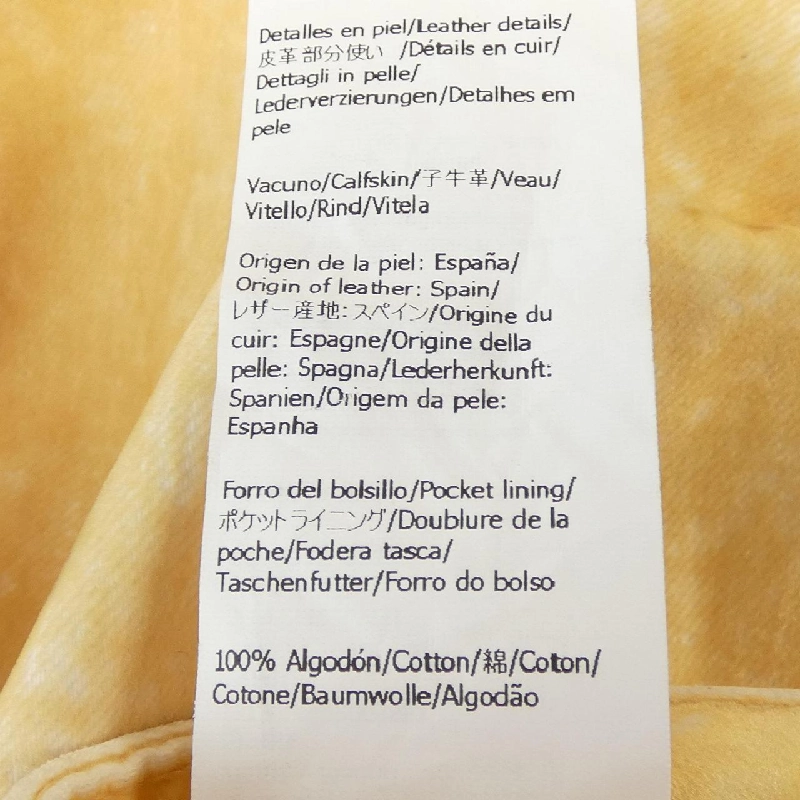 Detalles en piel/Leather details/
皮革部分使い /Détails en cuir/
Dettagli in pelle/
Lederverzierungen/Detalhes em
pele
Vacuno/Calfskin/子牛革/Veau/
Vitello/Rind/Vitela
Origen de la piel: España/
Origin of leather: Spain/
レザー産地:スペイン/Origine du
cuir: Espagne/Origine della
pelle: Spagna/Lederherkunft:
Spanien/Origem da pele:
Espanha
Forro del bolsillo/Pocket lining/
ポケットライニング/Doublure de la
poche/Fodera tasca/
Taschenfutter/Forro do bolso
100% Algodón/Cotton/綿/Coton/
Cotone/Baumwolle/Algodão